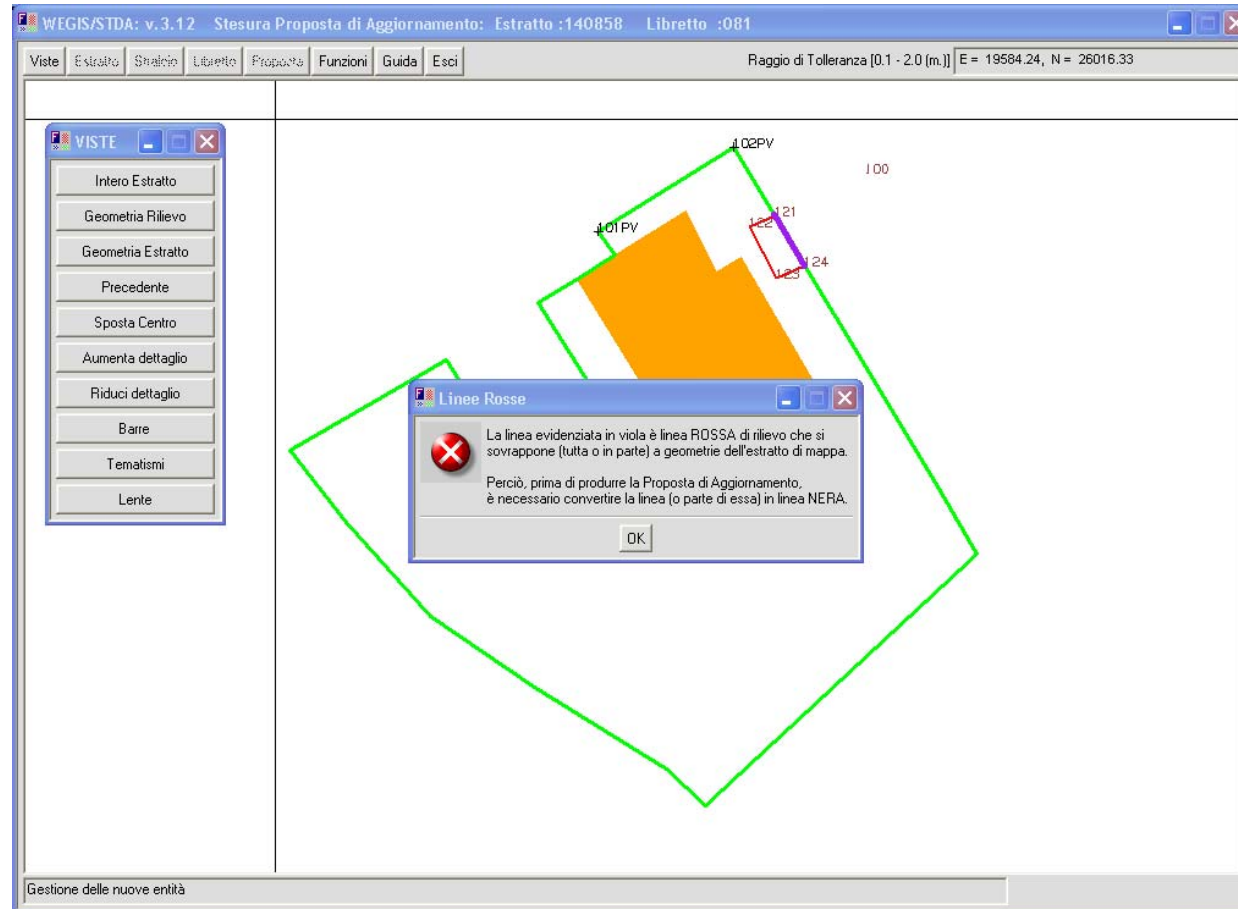 WEGIS/STDA: v.3.12 Stesura Proposta di Aggiornamento: Estratto :140858 Libretto :081
Viste Estratto Stralcio Libretto Proposta Funzioni Guida Esci Raggio di Tolleranza [0.1 - 2.0 (m.)] E = 19584.24, N = 26016.33
VISTE
Intero Estratto
Geometria Rilievo
Geometria Estratto
Precedente
Sposta Centro
Aumenta dettaglio
Riduci dettaglio
Barre
Tematismi
Lente
102PV
100
121
122
101PV
124
123
Linee Rosse
La linea evidenziata in viola è linea ROSSA di rilievo che si
sovrappone (tutta o in parte) a geometrie dell'estratto di mappa.
Perciò, prima di produrre la Proposta di Aggiornamento,
è necessario convertire la linea (o parte di essa) in linea NERA.
OK
Gestione delle nuove entità